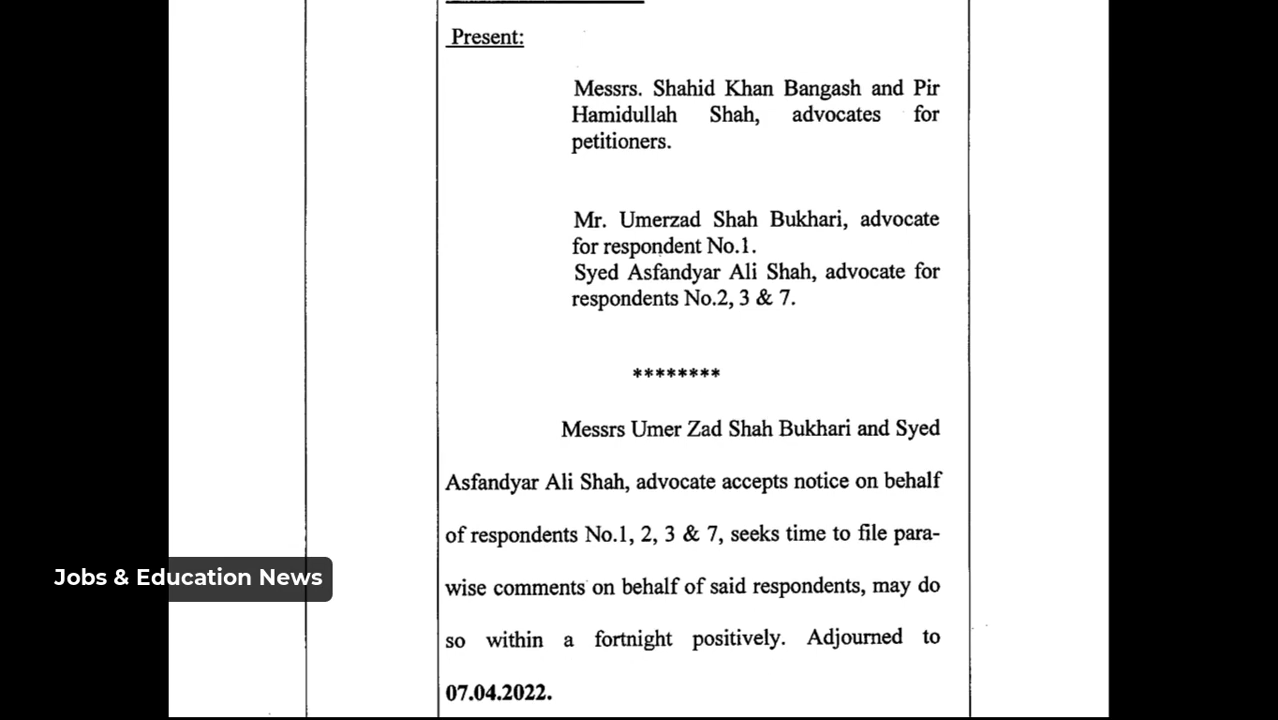 Present:
Messrs. Shahid Khan Bangash and Pir
Hamidullah Shah, advocates for
petitioners.
Mr. Umerzad Shah Bukhari, advocate
for respondent No.1.
Syed Asfandyar Ali Shah, advocate for
respondents No.2, 3 & 7.
********
Messrs Umer Zad Shah Bukhari and Syed
Asfandyar Ali Shah, advocate accepts notice on behalf
of respondents No.1, 2, 3 & 7, seeks time to file para-
wise comments on behalf of said respondents, may do
so within a fortnight positively. Adjourned to
07.04.2022.
Jobs & Education News